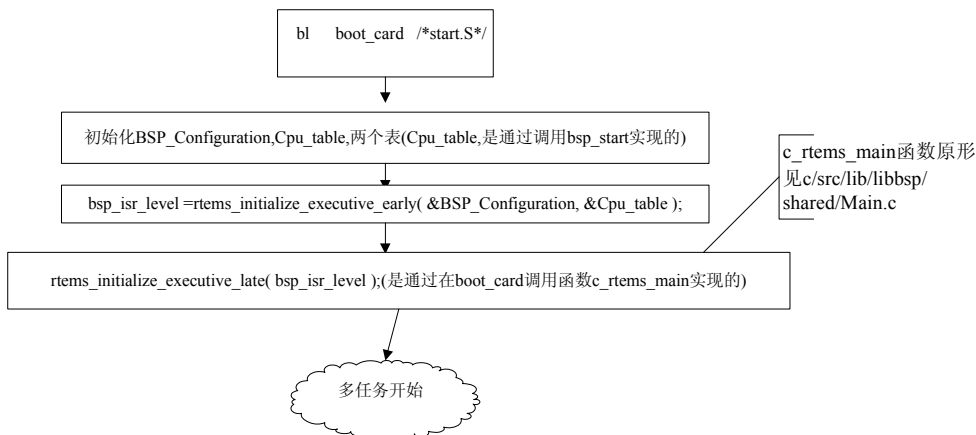 bl boot_card /*start.S*/
初始化BSP_Configuration,Cpu_table,两个表(Cpu_table,是通过调用bsp_start实现的)
c_rtems_main函数原形
见c/src/lib/libbsp/
shared/Main.c
bsp_isr_level =rtems_initialize_executive_early( &BSP_Configuration, &Cpu_table );
rtems_initialize_executive_late( bsp_isr_level );(是通过在boot_card调用函数c_rtems_main实现的)
多任务开始